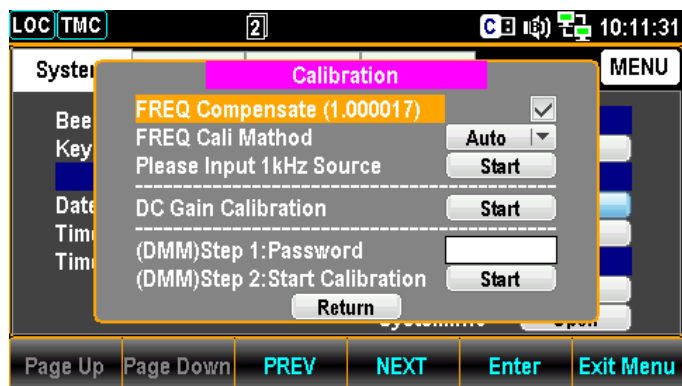 LOC TMC 2 C 10:11:31
System Calibration MENU
FREQ Compensate (1.000017)
Bee
FREQ Cali Mathod Auto
Key
Please Input 1kHz Source Start
Date DC Gain Calibration Start
Tim
(DMM)Step 1:Password
Tim
(DMM)Step 2:Start Calibration Start
Return
Page Up Page Down PREV NEXT Enter Exit Menu